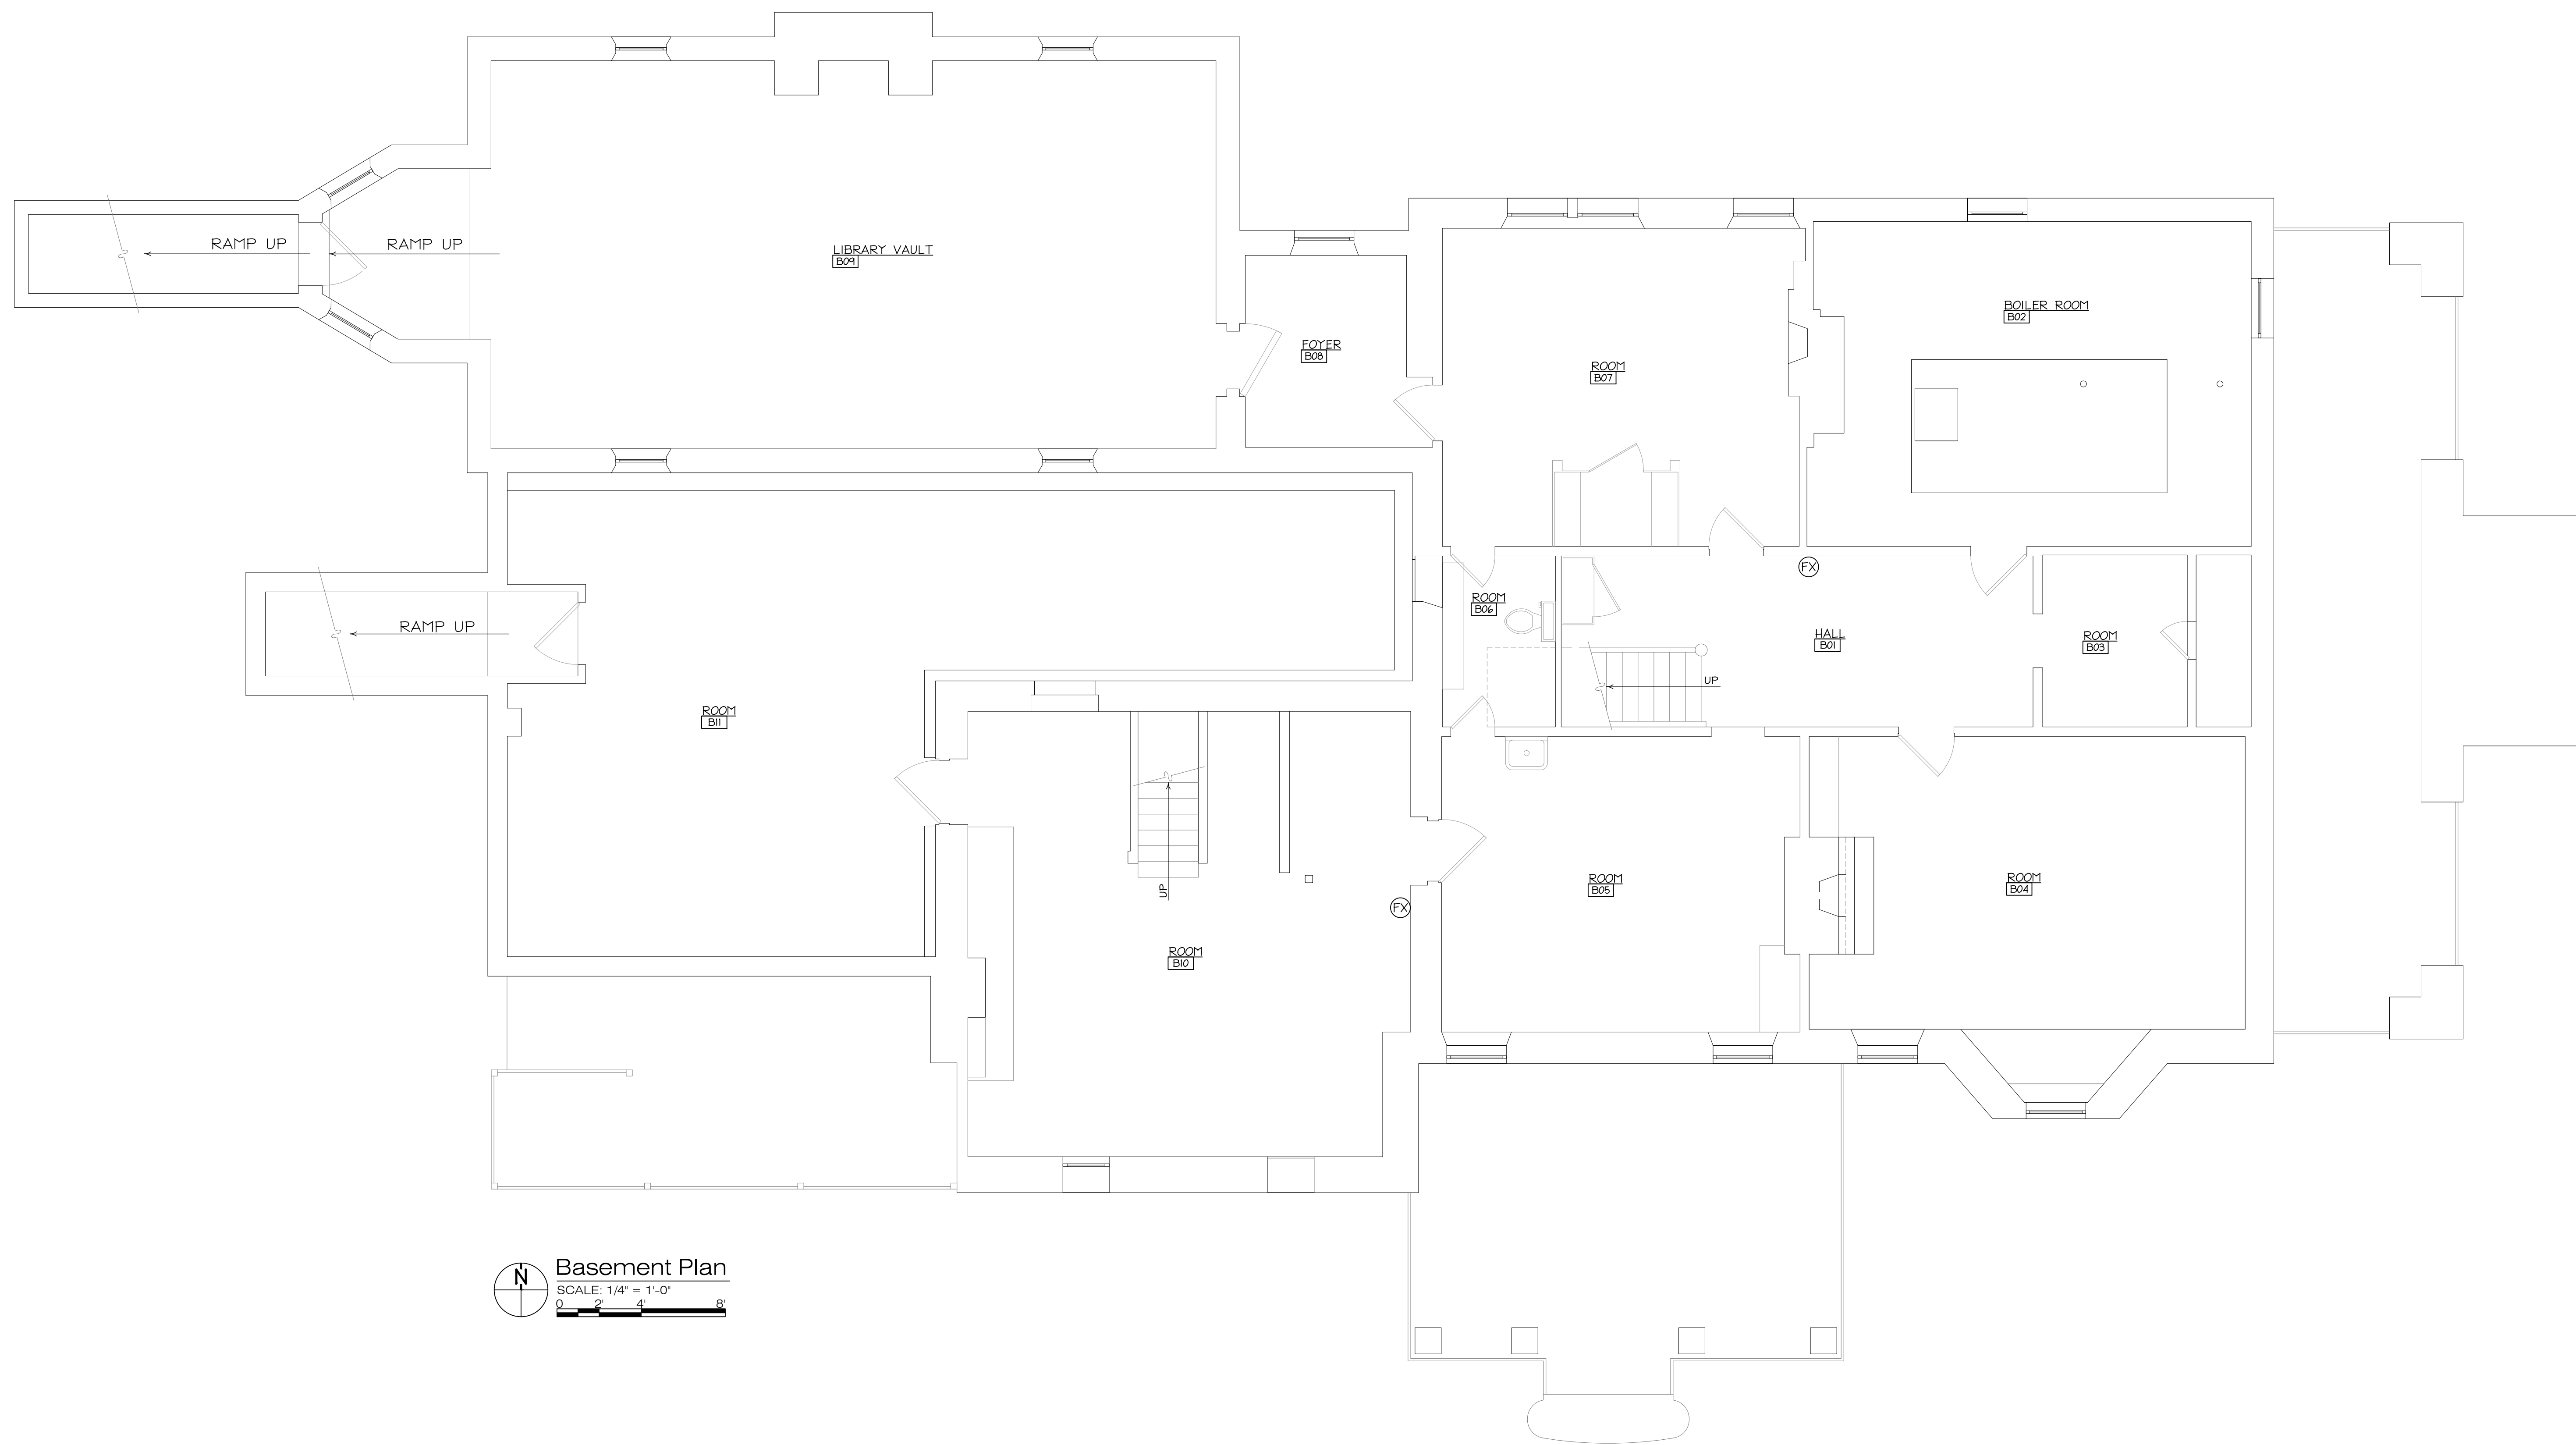 RAMP UP
RAMP UP
LIBRARY VAULT
B09
FOYER
B08
ROOM
B07
BOILER ROOM
B02
FX
RAMP UP
ROOM
B06
HALL
B01
ROOM
B03
UP
ROOM
B11
UP
FX
ROOM
B05
ROOM
B04
ROOM
B10
N
Basement Plan
SCALE: 1/4" = 1'-0"
0 2' 4' 8'